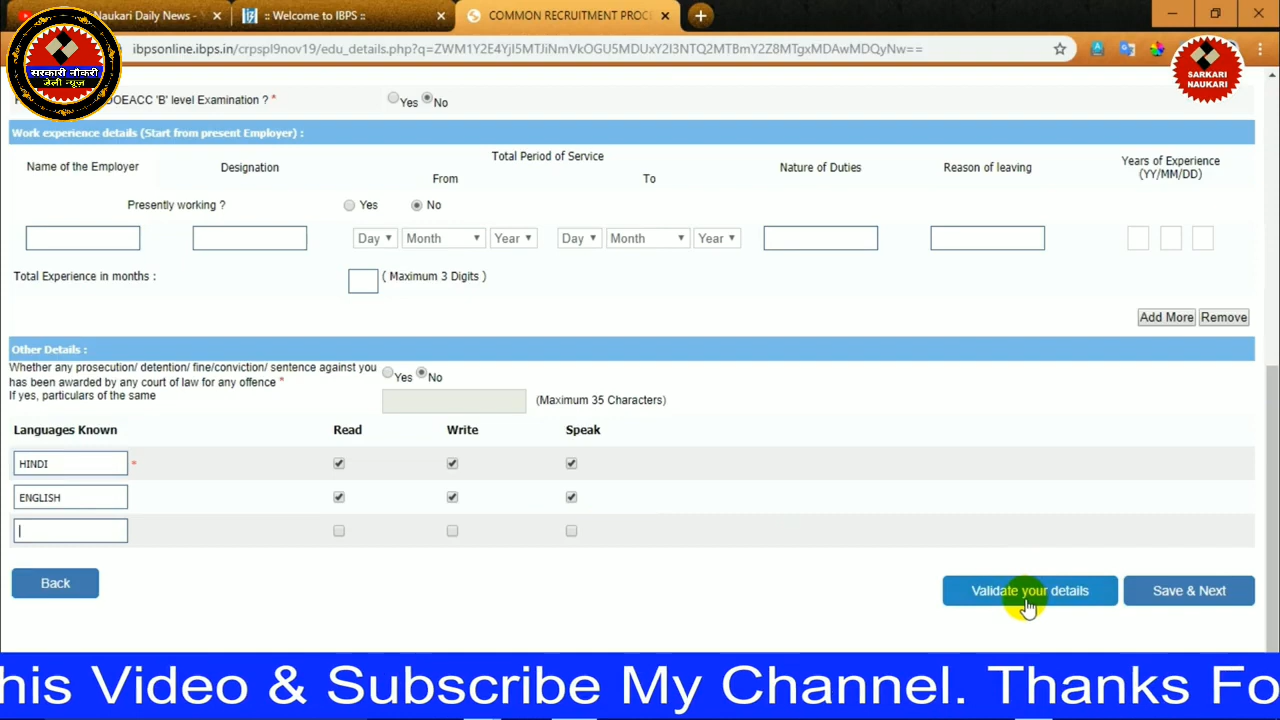 Naukari Daily News -
:: Welcome to IBPS ::
COMMON RECRUITMENT PROC
ibpsonline.ibps.in/crpspl9nov19/edu_details.php?q=ZWM1Y2E4YjI5MTJiNmVkOGU5MDUxY2I3NTQ2MTBmY2Z8MTgxMDAwMDQyNw==
सरकारी नौकरी
डेली न्यूज़
SARKARI
NAUKARI
DOEACC 'B' level Examination ? * Yes No
Work experience details (Start from present Employer) :
Name of the Employer Designation Total Period of Service Nature of Duties Reason of leaving Years of Experience
From To (YY/MM/DD)
Presently working ? Yes No
Day Month Year Day Month Year
Total Experience in months : ( Maximum 3 Digits )
Add More Remove
Other Details :
Whether any prosecution/ detention/ fine/conviction/ sentence against you
has been awarded by any court of law for any offence * Yes No
If yes, particulars of the same (Maximum 35 Characters)
Languages Known Read Write Speak
HINDI *
ENGLISH
Back Validate your details Save & Next
his Video & Subscribe My Channel. Thanks Fo